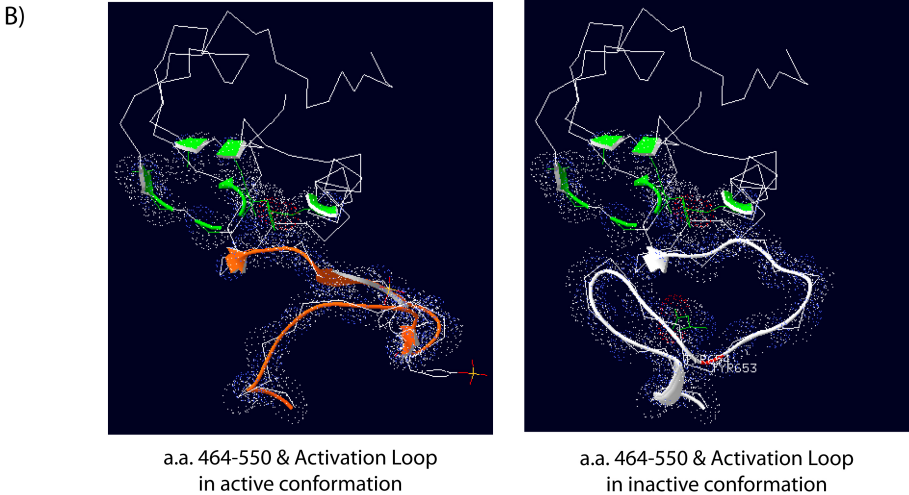 B)
TYR653
a.a. 464-550 & Activation Loop
in active conformation
a.a. 464-550 & Activation Loop
in inactive conformation